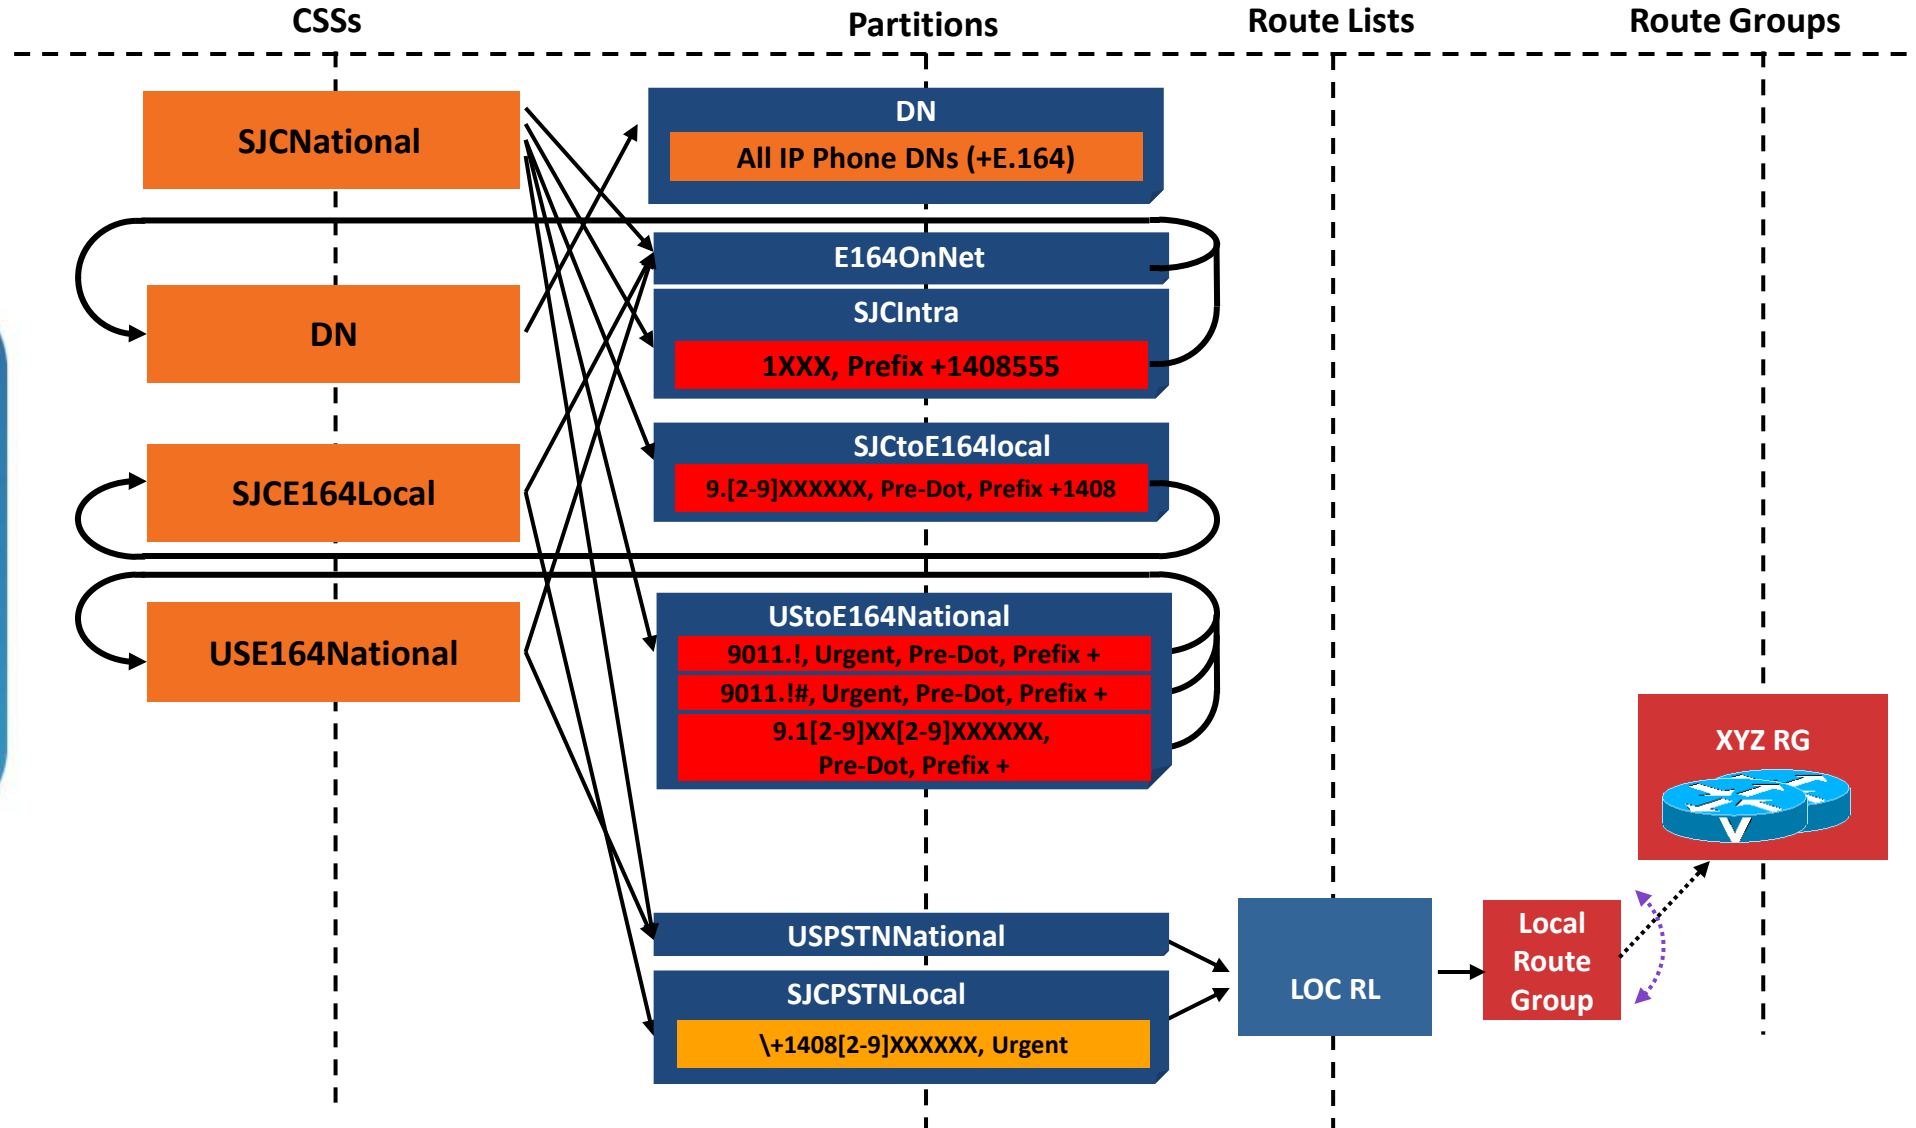 CSSs
Partitions
Route Lists
Route Groups
SJCNational
DN
SJCE164Local
USE164National
DN
All IP Phone DNs (+E.164)
E164OnNet
SJCIntra
1XXX, Prefix +1408555
SJCtoE164local
9.[2-9]XXXXXX, Pre-Dot, Prefix +1408
UStoE164National
9011.!, Urgent, Pre-Dot, Prefix +
9011.!#, Urgent, Pre-Dot, Prefix +
9.1[2-9]XX[2-9]XXXXXX,
Pre-Dot, Prefix +
USPSTNNational
SJCPSTNLocal
\+1408[2-9]XXXXXX, Urgent
LOC RL
Local
Route
Group
XYZ RG
V